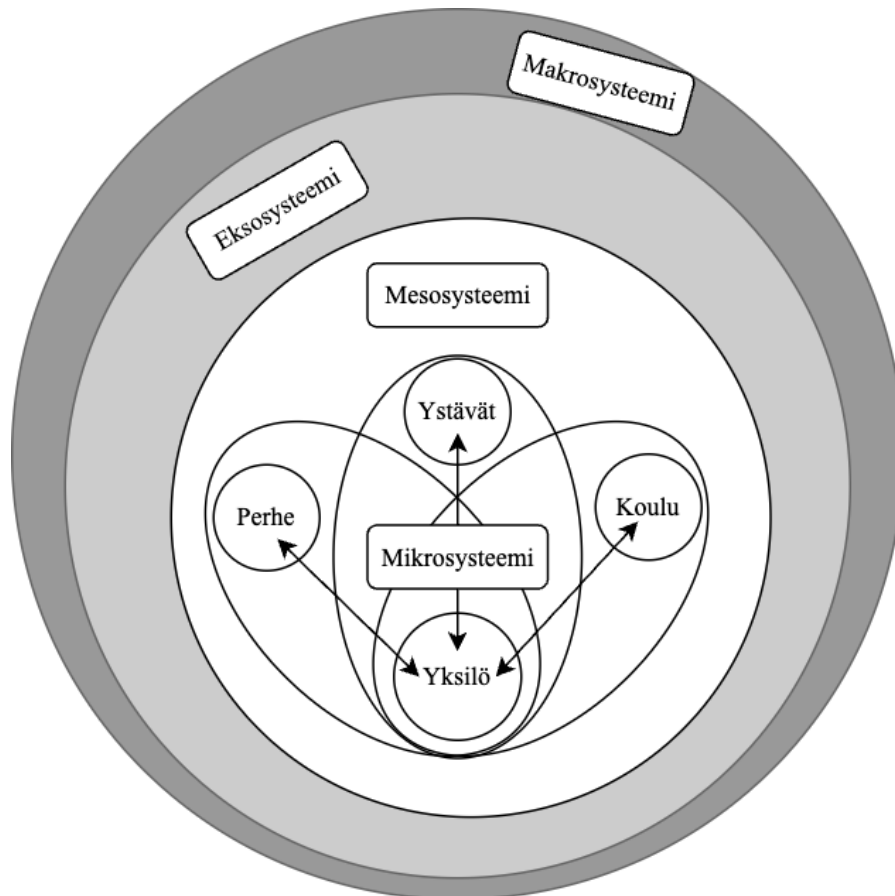 Makrosysteemi
Eksosysteemi
Mesosysteemi
Ystävät
Perhe
Koulu
Mikrosysteemi
Yksilö